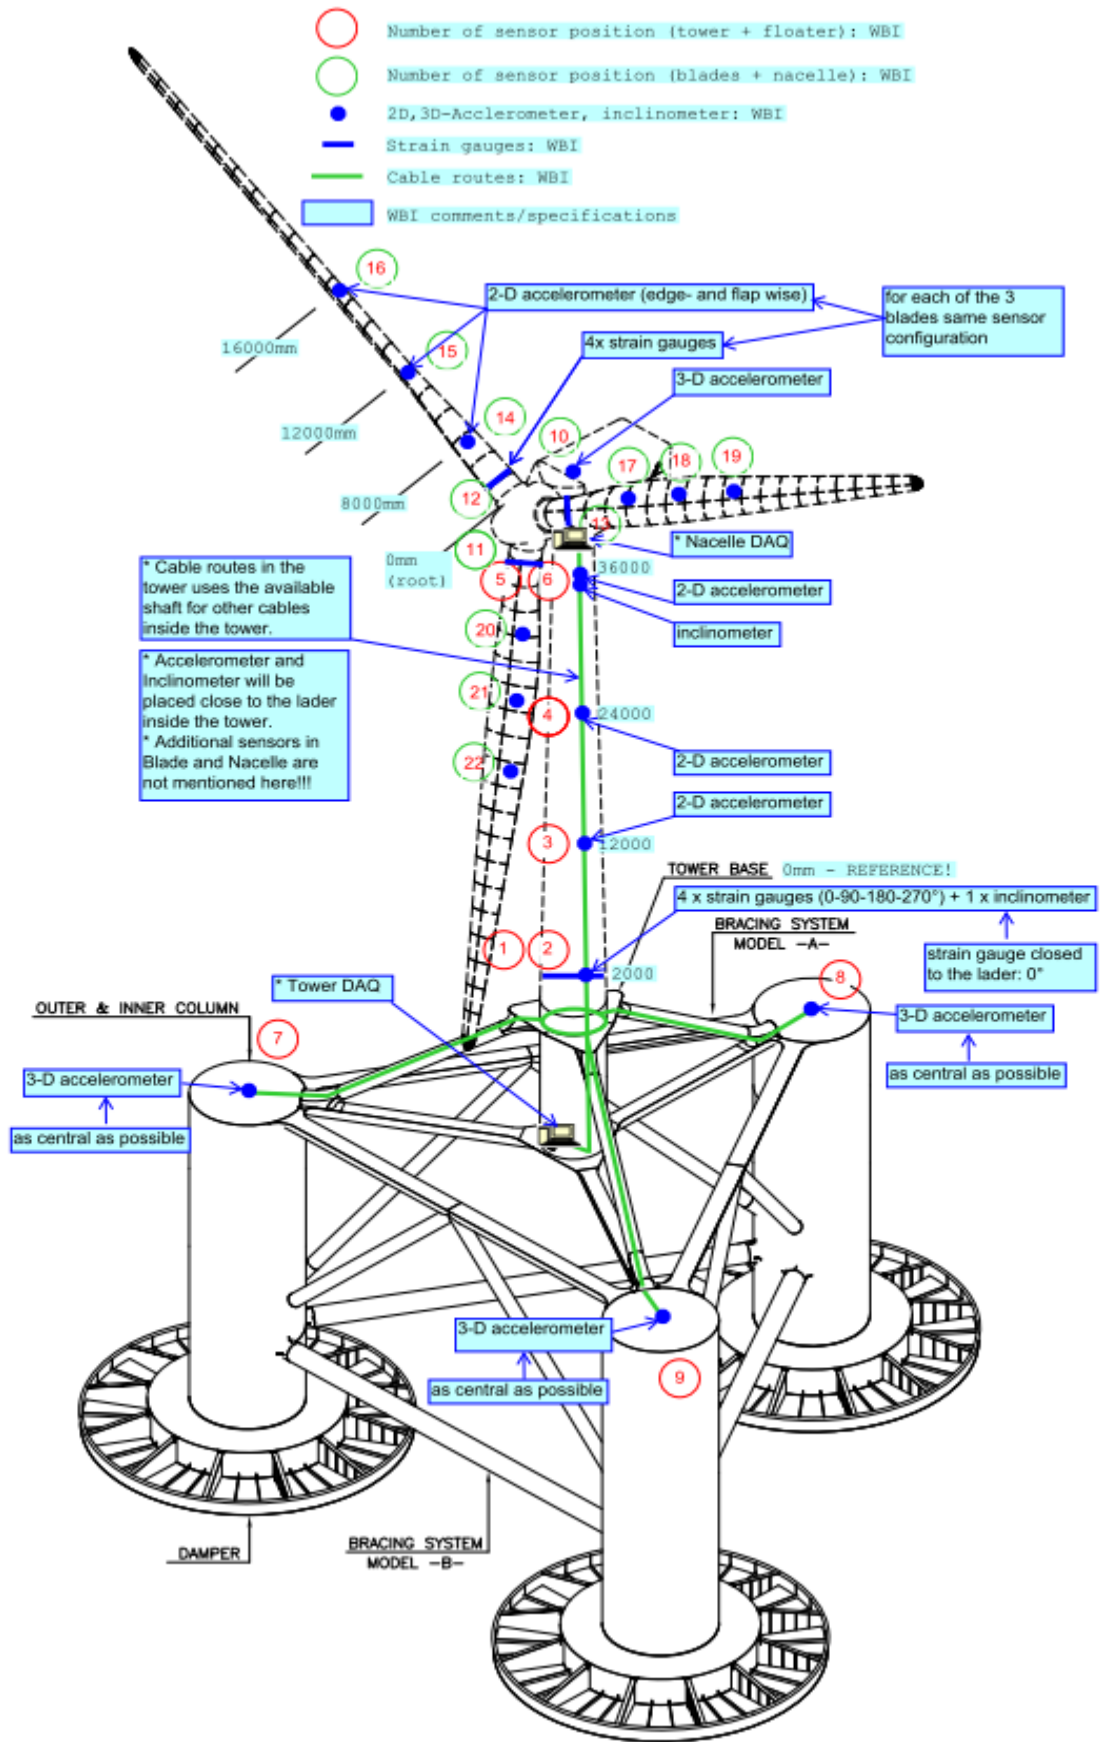 Number of sensor position (tower + floater): WBI
Number of sensor position (blades + nacelle): WBI
2D,3D-Acclerometer, inclinometer: WBI
Strain gauges: WBI
Cable routes: WBI
WBI comments/specifications
16
2-D accelerometer (edge- and flap wise)
for each of the 3
blades same sensor
configuration
16000mm
15
4x strain gauges
3-D accelerometer
12000mm
14
10
17
18
19
8000mm
12
13
* Nacelle DAQ
11
0mm
(root)
* Cable routes in the
tower uses the available
shaft for other cables
inside the tower.
5
6
36000
2-D accelerometer
inclinometer
20
* Accelerometer and
Inclinometer will be
placed close to the lader
inside the tower.
* Additional sensors in
Blade and Nacelle are
not mentioned here!!!
21
4
24000
2-D accelerometer
22
2-D accelerometer
3
12000
TOWER BASE
0mm - REFERENCE!
4 x strain gauges (0-90-180-270°) + 1 x inclinometer
BRACING SYSTEM
MODEL -A-
strain gauge closed
to the lader: 0°
1
2
2000
* Tower DAQ
8
OUTER & INNER COLUMN
7
3-D accelerometer
as central as possible
3-D accelerometer
as central as possible
3-D accelerometer
as central as possible
9
DAMPER
BRACING SYSTEM
MODEL -B-